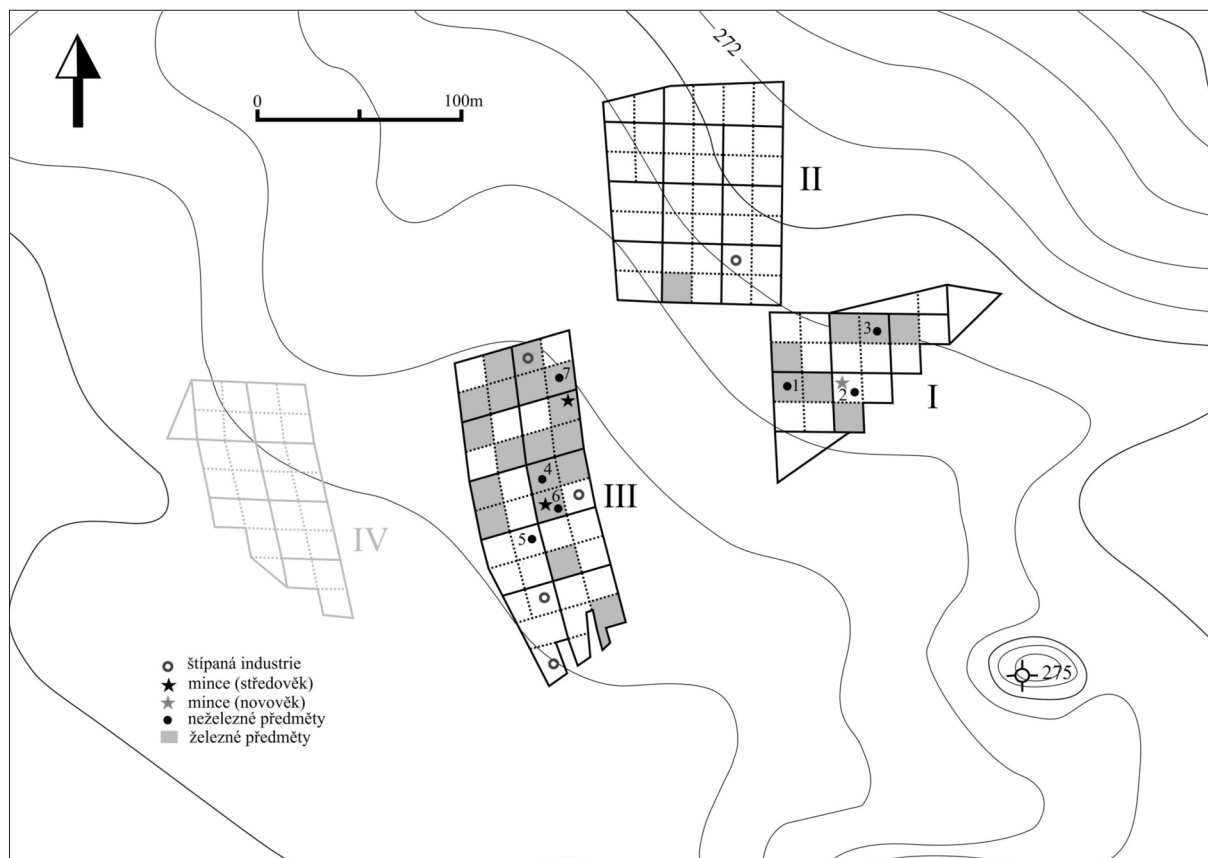 272
0 100m
II
3
I
1
2
7
4
III
6
5
IV
štípaná industrie
mince (středověk)
mince (novověk)
neželezné předměty
železné předměty
275